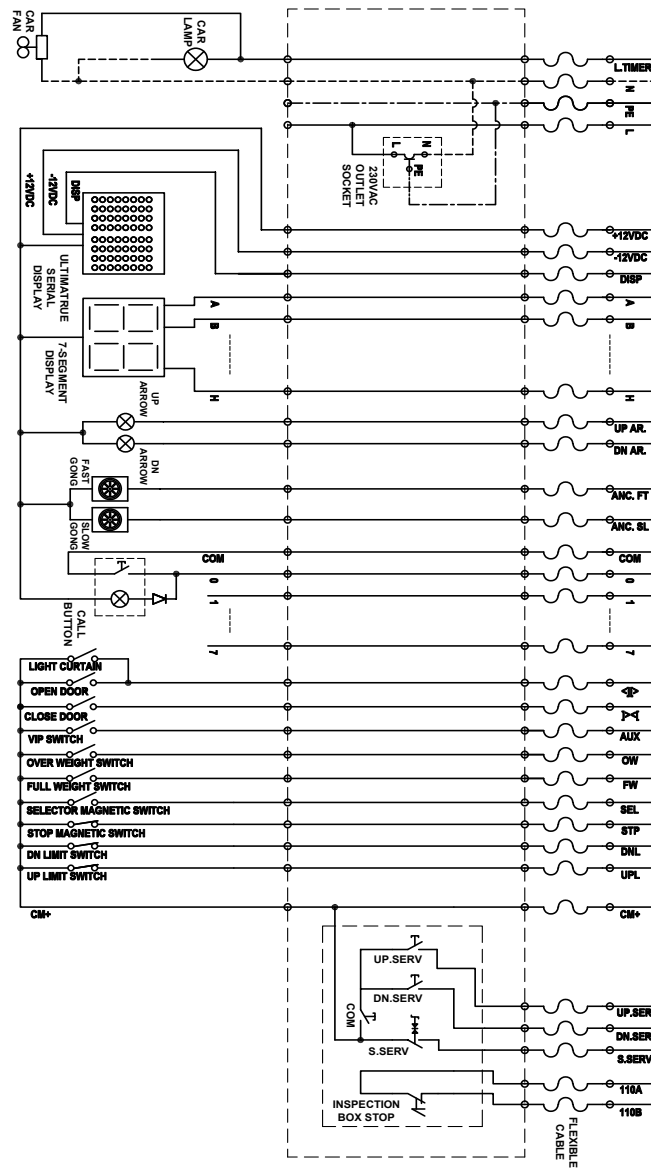 CAR
FAN
CAR
LAMP
L.TIMER
N
PE
L
L
N
PE
230VAC
OUTLET
SOCKET
+12VDC
-12VDC
DISP
ULTIMATRUE
SERIAL
DISPLAY
+12VDC
-12VDC
DISP
7-SEGMENT
DISPLAY
A
B
H
A
B
H
UP
ARROW
DN
ARROW
UP AR.
DN AR.
FAST
GONG
SLOW
GONG
ANC. FT
ANC. SL
COM
0
1
7
COM
0
1
7
CALL
BUTTON
LIGHT CURTAIN
OPEN DOOR
<|>
CLOSE DOOR
>|<
VIP SWITCH
AUX
OVER WEIGHT SWITCH
OW
FULL WEIGHT SWITCH
FW
SELECTOR MAGNETIC SWITCH
SEL
STOP MAGNETIC SWITCH
STP
DN LIMIT SWITCH
DNL
UP LIMIT SWITCH
UPL
CM+
CM+
UP.SERV
DN.SERV
COM
S.SERV
UP.SER
DN.SER
S.SERV
INSPECTION
BOX STOP
110A
110B
FLEXIBLE
CABLE